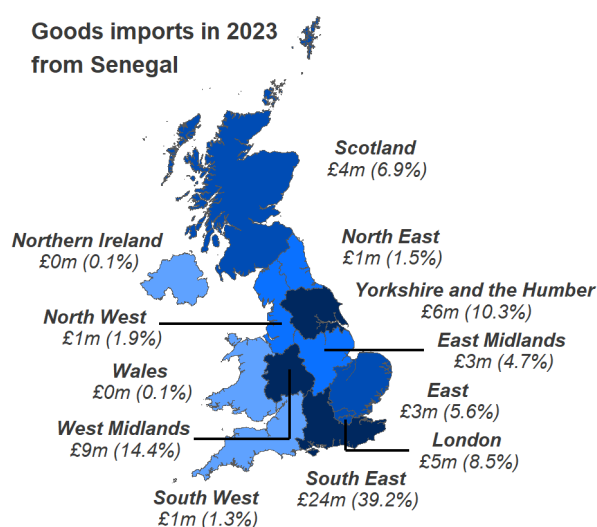 Goods imports in 2023
from Senegal
Scotland
£4m (6.9%)
Northern Ireland
£0m (0.1%)
North East
£1m (1.5%)
Yorkshire and the Humber
£6m (10.3%)
North West
£1m (1.9%)
East Midlands
£3m (4.7%)
Wales
£0m (0.1%)
East
£3m (5.6%)
West Midlands
£9m (14.4%)
London
£5m (8.5%)
South East
£24m (39.2%)
South West
£1m (1.3%)